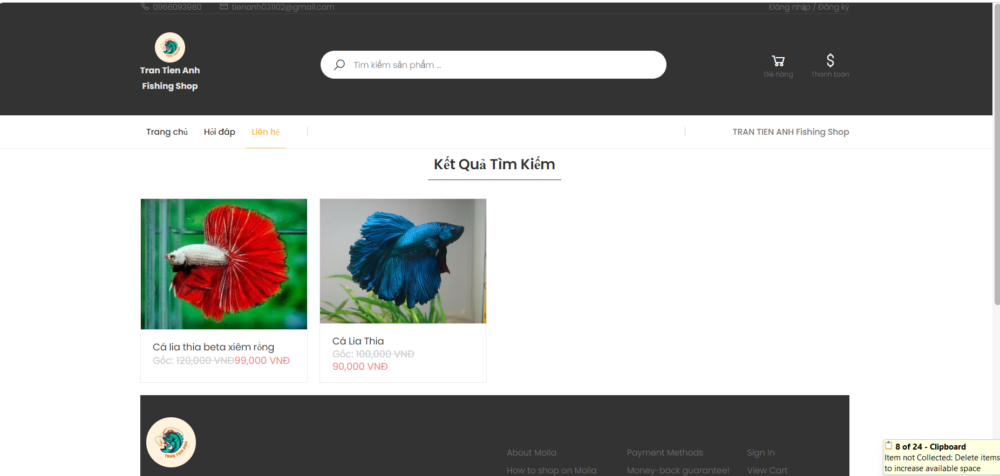 0966093980 tienanh031102@gmail.com Đăng nhập / Đăng ký
TRAN TIEN ANH
Tran Tien Anh
Fishing Shop
Tìm kiếm sản phẩm ...
Giỏ hàng Thanh toán
Trang chủ Hỏi đáp Liên hệ TRAN TIEN ANH Fishing Shop
Kết Quả Tìm Kiếm
Cá lia thia beta xiêm rồng
Gốc: 120,000 VNĐ99,000 VNĐ
Cá Lia Thia
Gốc: 100,000 VNĐ
90,000 VNĐ
TRAN TIEN ANH
About Molla Payment Methods Sign In
How to shop on Molla Money-back guarantee! View Cart
8 of 24 - Clipboard
Item not Collected: Delete items
to increase available space